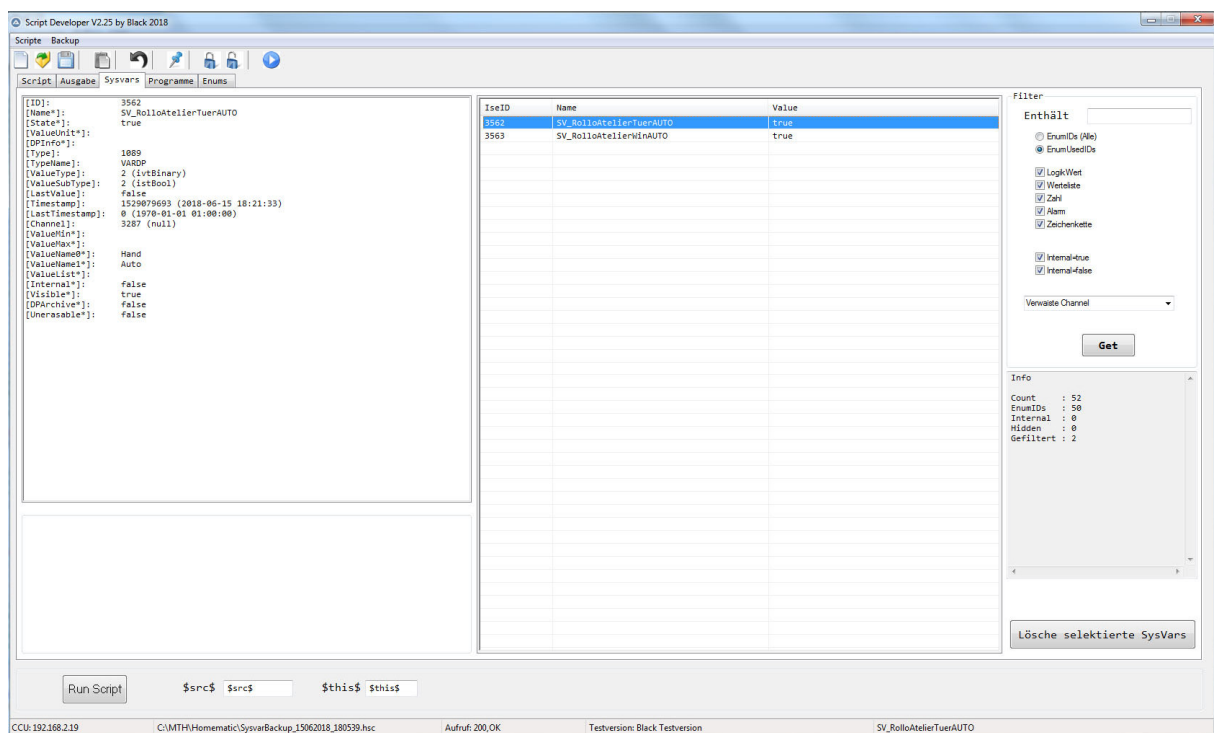 Script Developer V2.25 by Black 2018
Scripte Backup
Script Ausgabe Sysvars Programme Enums
[ID]: 3562
[Name*]: SV_RolloAtelierTuerAUTO
[State*]: true
[ValueUnit*]:
[DPInfo*]:
[Type]: 1089
[TypeName]: VARDP
[ValueType]: 2 (ivtBinary)
[ValueSubType]: 2 (istBool)
[LastValue]: false
[Timestamp]: 1529079693 (2018-06-15 18:21:33)
[LastTimestamp]: 0 (1970-01-01 01:00:00)
[Channel]: 3287 (null)
[ValueMin*]:
[ValueMax*]:
[ValueName0*]: Hand
[ValueName1*]: Auto
[ValueList*]:
[Internal*]: false
[Visible*]: true
[DPArchive*]: false
[Unerasable*]: false
IseID Name Value
3562 SV_RolloAtelierTuerAUTO true
3563 SV_RolloAtelierWinAUTO true
Filter
Enthält
EnumIDs (Alle)
EnumUsedIDs
LogikWert
Werteliste
Zahl
Alarm
Zeichenkette
Internal=true
Internal=false
Verwaiste Channel
Get
Info
Count : 52
EnumIDs : 50
Internal : 0
Hidden : 0
Gefiltert : 2
Lösche selektierte SysVars
Run Script $src$ $src$ $this$ $this$
CCU: 192.168.2.19 C:\MTH\Homematic\SysvarBackup_15062018_180539.hsc Aufruf: 200,OK Testversion: Black Testversion SV_RolloAtelierTuerAUTO